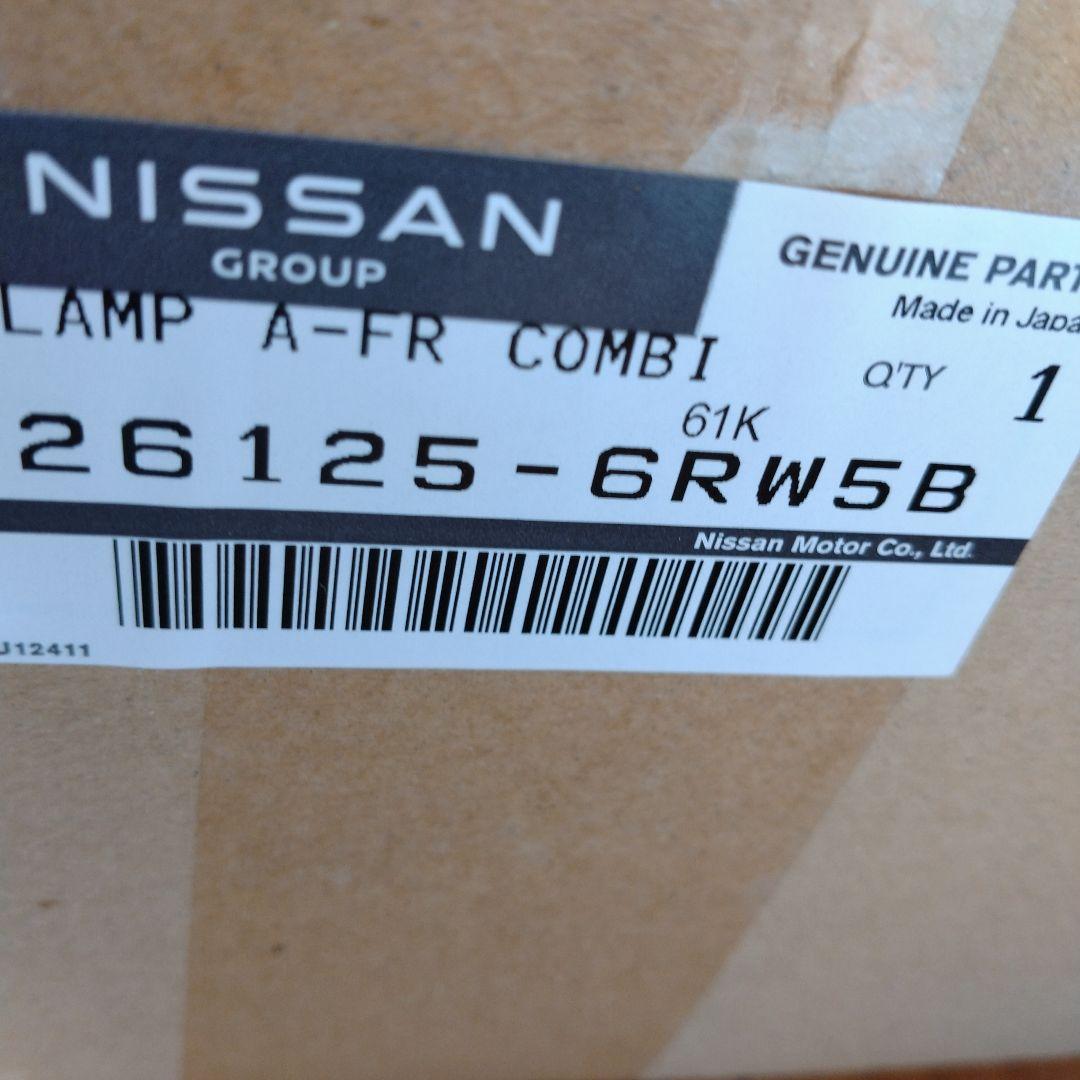 NISSAN
GROUP
GENUINE PART
Made in Japa
LAMP A-FR COMBI
Q'TY 1
61K
26125-6RW5B
Nissan Motor Co., Ltd.
J12411